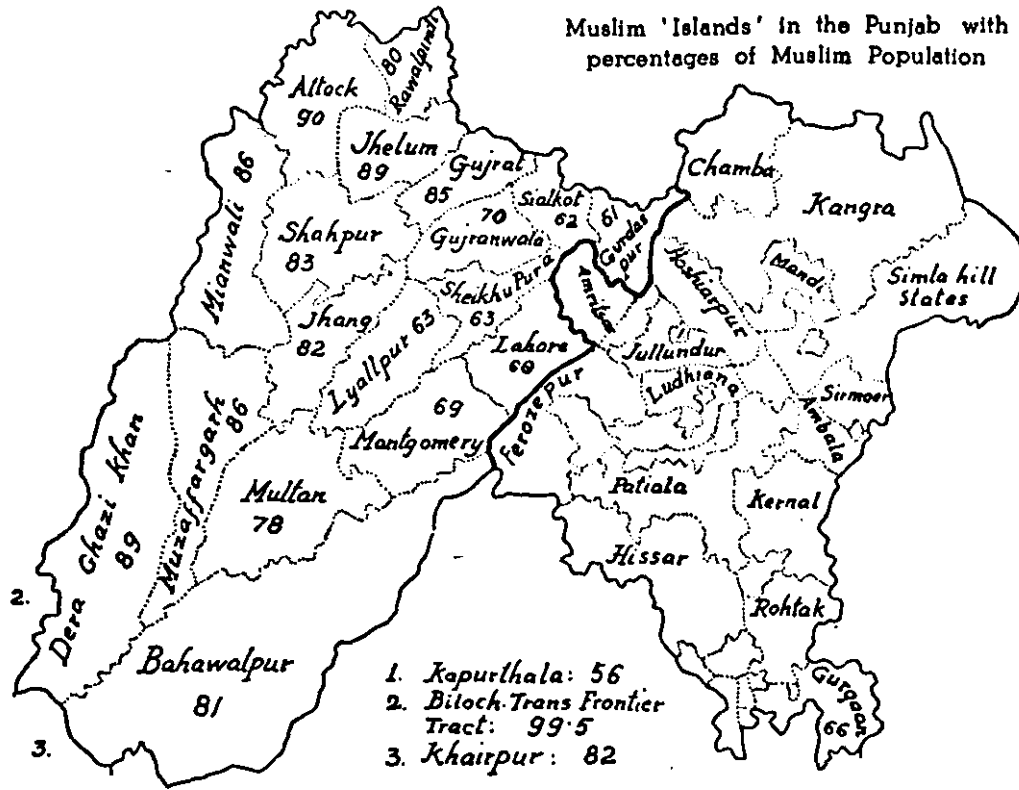 Muslim 'Islands' in the Punjab with
percentages of Muslim Population
80
Rawalpindi
Attock
90
Jhelum
89
Gujrat
85
Mianwali 86
Shahpur
83
70
Gujranwala
Sialkot
62
61
Gurdas
pur
Chamba
Kangra
Mandi
Simla hill
States
Sheikhupura
63
Amritsar
Hoshiarpur
Jhang
82
Lyallpur 63
Lahore
60
1
Jullundur
Ludhiana
Sirmoer
Ambala
69
Montgomery
Ferozepur
Muzaffargarh
86
Dera Ghazi Khan
89
Multan
78
Patiala
Kernal
Hissar
Rohtak
2.
Bahawalpur
81
Gurgaon
66
3.
1. Kapurthala: 56
2. Biloch-Trans Frontier
Tract: 99·5
3. Khairpur: 82